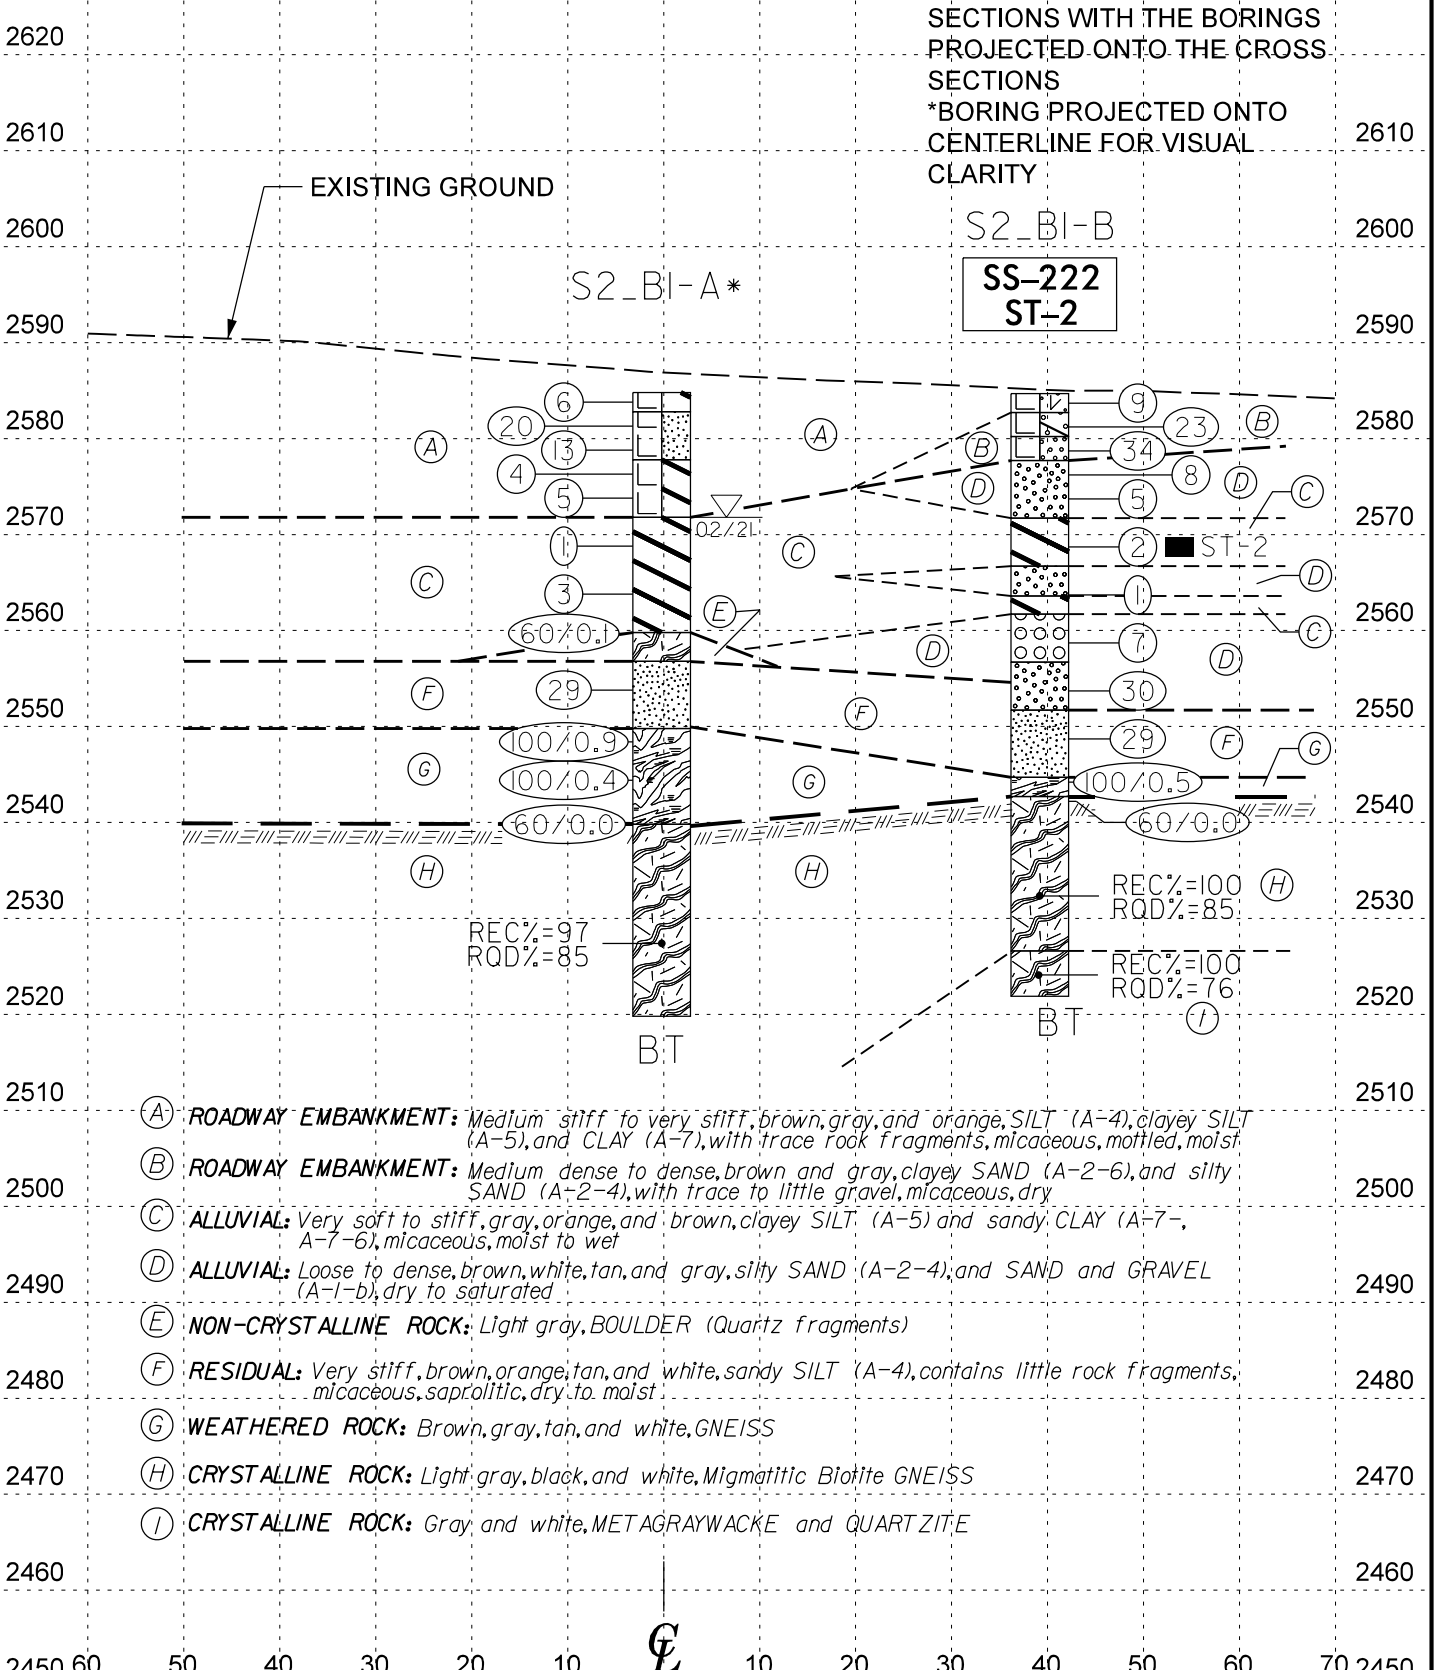 SECTIONS WITH THE BORINGS
PROJECTED ONTO THE CROSS
SECTIONS
*BORING PROJECTED ONTO
CENTERLINE FOR VISUAL
CLARITY
2620
2610 2610
EXISTING GROUND
2600 2600
S2_B1-A*
S2_B1-B
SS-222
ST-2
2590 2590
6
9
2580 2580
20
13
4
5
A
A
B
B
23
34
8
5
D
D
C
2570 2570
02/21
1
C
C
2
ST-2
D
3
1
2560 2560
E
60/0.1
C
7
D
D
F
29
30
2550 2550
F
100/0.9
29
F
G
G
100/0.4
G
100/0.5
2540 2540
60/0.0
60/0.0
H
H
H
REC%=100
RQD%=85
2530 2530
REC%=97
RQD%=85
REC%=100
RQD%=76
2520 2520
I
BT
BT
2510 2510
A ROADWAY EMBANKMENT: Medium stiff to very stiff, brown, gray, and orange, SILT (A-4), clayey SILT
(A-5), and CLAY (A-7), with trace rock fragments, micaceous, mottled, moist
B ROADWAY EMBANKMENT: Medium dense to dense, brown and gray, clayey SAND (A-2-6), and silty
SAND (A-2-4), with trace to little gravel, micaceous, dry
2500 2500
C ALLUVIAL: Very soft to stiff, gray, orange, and brown, clayey SILT (A-5) and sandy CLAY (A-7-,
A-7-6), micaceous, moist to wet
D ALLUVIAL: Loose to dense, brown, white, tan, and gray, silty SAND (A-2-4), and SAND and GRAVEL
(A-1-b), dry to saturated
2490 2490
E NON-CRYSTALLINE ROCK: Light gray, BOULDER (Quartz fragments)
F RESIDUAL: Very stiff, brown, orange, tan, and white, sandy SILT (A-4), contains little rock fragments,
micaceous, saprolitic, dry to moist
2480 2480
G WEATHERED ROCK: Brown, gray, tan, and white, GNEISS
H CRYSTALLINE ROCK: Light gray, black, and white, Migmatitic Biotite GNEISS
2470 2470
I CRYSTALLINE ROCK: Gray and white, METAGRAYWACKE and QUARTZITE
2460 2460
2450 60 50 40 30 20 10 ℄ 10 20 30 40 50 60 70 2450